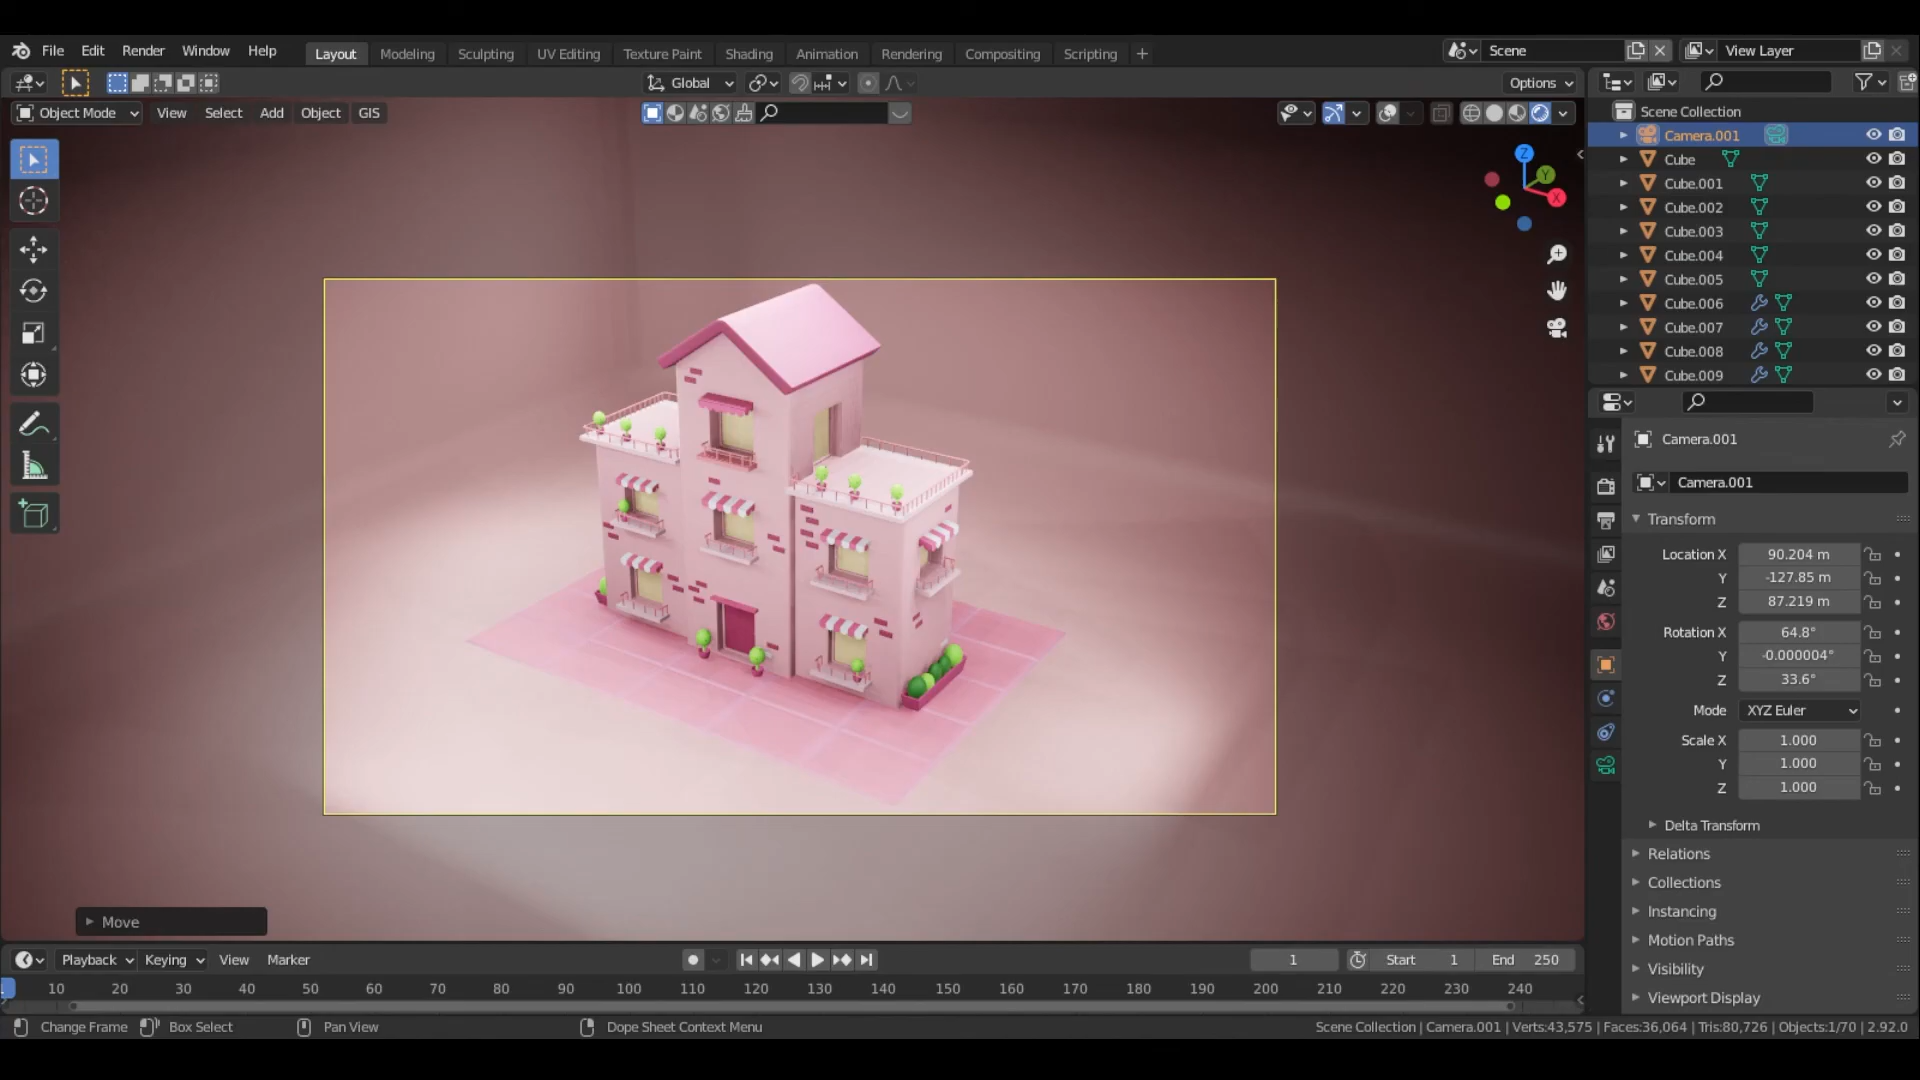 File Edit Render Window Help Layout Modeling Sculpting UV Editing Texture Paint Shading Animation Rendering Compositing Scripting + Scene View Layer
Global Options
Object Mode View Select Add Object GIS
Z
Y
X
Scene Collection
Camera.001
Cube
Cube.001
Cube.002
Cube.003
Cube.004
Cube.005
Cube.006
Cube.007
Cube.008
Cube.009
Camera.001
Camera.001
Transform
Location X 90.204 m
Y -127.85 m
Z 87.219 m
Rotation X 64.8°
Y -0.000004°
Z 33.6°
Mode XYZ Euler
Scale X 1.000
Y 1.000
Z 1.000
Delta Transform
Relations
Collections
Instancing
Motion Paths
Visibility
Viewport Display
Move
Playback Keying View Marker 1 Start 1 End 250
1 10 20 30 40 50 60 70 80 90 100 110 120 130 140 150 160 170 180 190 200 210 220 230 240
Change Frame Box Select Pan View Dope Sheet Context Menu Scene Collection | Camera.001 | Verts:43,575 | Faces:36,064 | Tris:80,726 | Objects:1/70 | 2.92.0